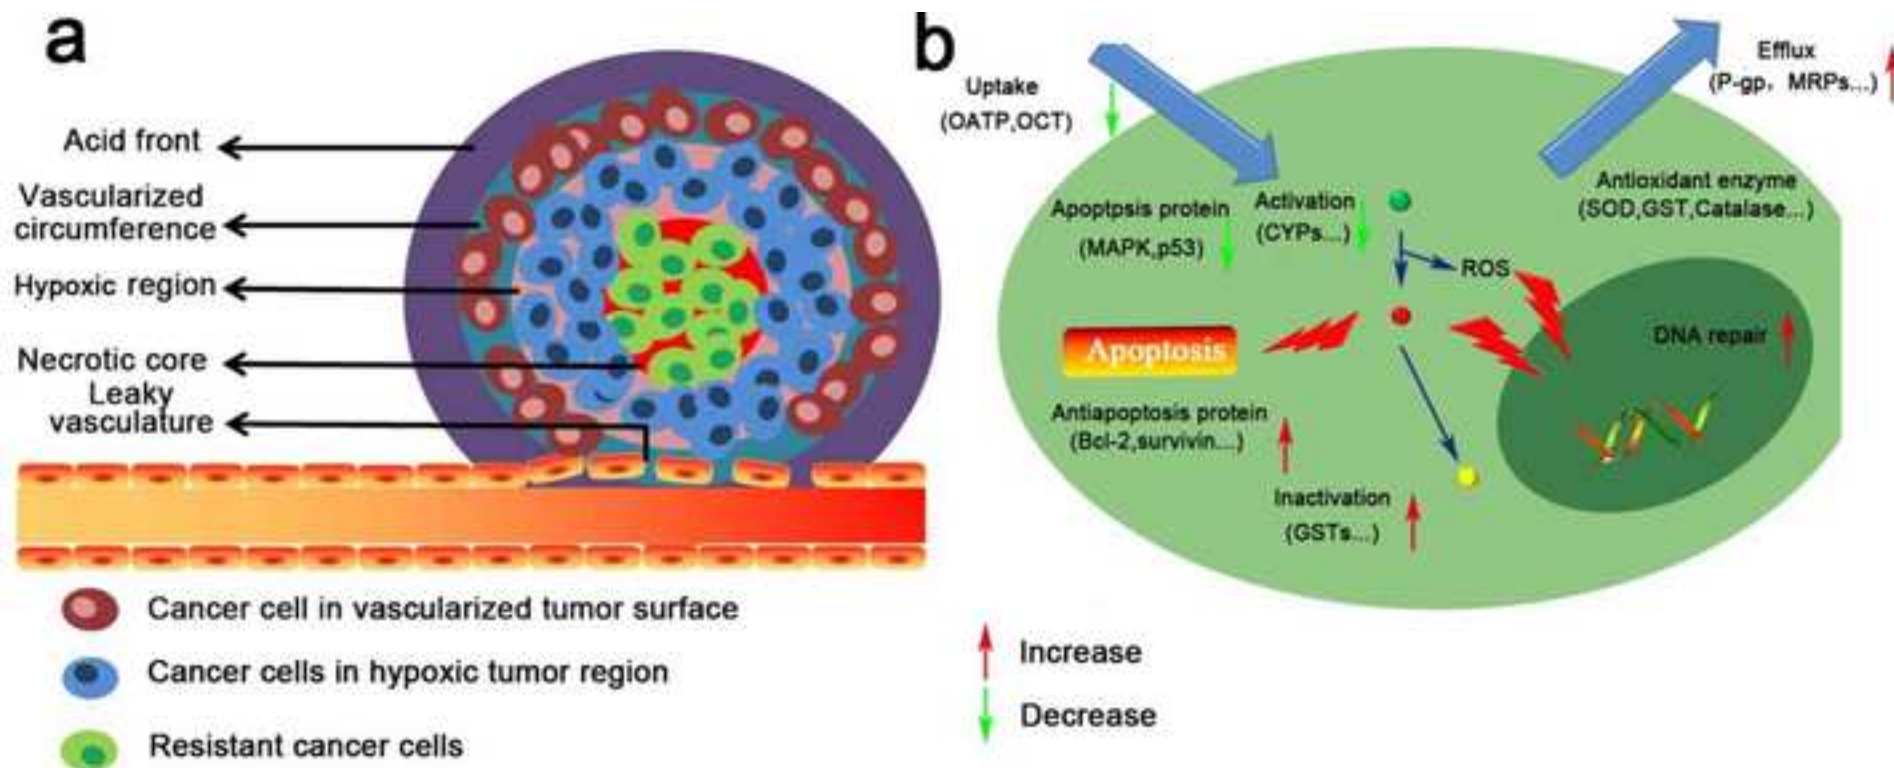 a
Acid front
Vascularized
circumference
Hypoxic region
Necrotic core
Leaky
vasculature
Cancer cell in vascularized tumor surface
Cancer cells in hypoxic tumor region
Resistant cancer cells
b
Uptake
(OATP,OCT)
Efflux
(P-gp, MRPs...)
Antioxidant enzyme
(SOD,GST,Catalase...)
Apoptpsis protein
(MAPK,p53)
Activation
(CYPs...)
ROS
DNA repair
Apoptosis
Antiapoptosis protein
(Bcl-2,survivin...)
Inactivation
(GSTs...)
Increase
Decrease